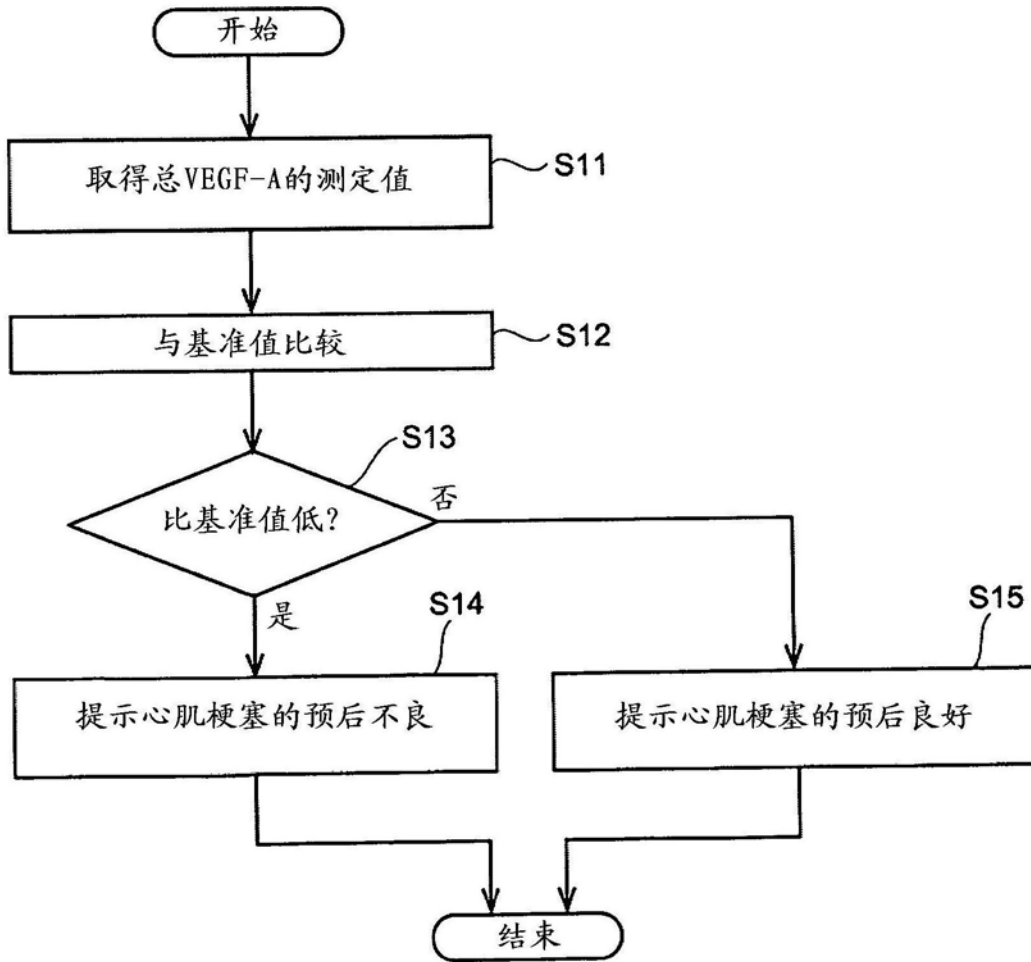 开始
取得总VEGF-A的测定值
S11
与基准值比较
S12
S13
比基准值低?
否
是
S14
S15
提示心肌梗塞的预后不良
提示心肌梗塞的预后良好
结束